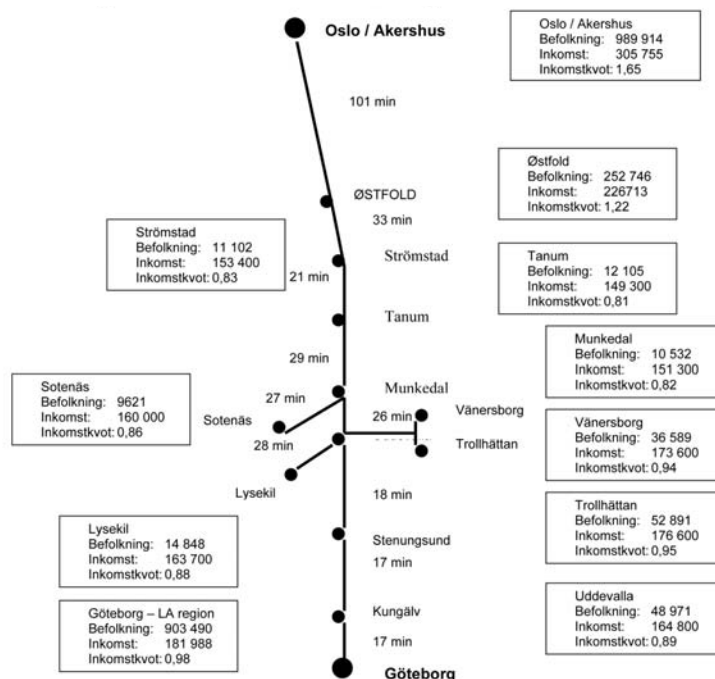 Oslo / Akershus
Oslo / Akershus
Befolkning: 989 914
Inkomst: 305 755
Inkomstkvot: 1,65
101 min
Østfold
Befolkning: 252 746
Inkomst: 226713
Inkomstkvot: 1,22
ØSTFOLD
33 min
Strömstad
Befolkning: 11 102
Inkomst: 153 400
Inkomstkvot: 0,83
Strömstad
21 min
Tanum
Befolkning: 12 105
Inkomst: 149 300
Inkomstkvot: 0,81
Tanum
29 min
Munkedal
Befolkning: 10 532
Inkomst: 151 300
Inkomstkvot: 0,82
Sotenäs
Befolkning: 9621
Inkomst: 160 000
Inkomstkvot: 0,86
Munkedal
27 min
Sotenäs
26 min
Vänersborg
28 min
Trollhättan
Vänersborg
Befolkning: 36 589
Inkomst: 173 600
Inkomstkvot: 0,94
Lysekil
18 min
Trollhättan
Befolkning: 52 891
Inkomst: 176 600
Inkomstkvot: 0,95
Lysekil
Befolkning: 14 848
Inkomst: 163 700
Inkomstkvot: 0,88
Stenungsund
17 min
Uddevalla
Befolkning: 48 971
Inkomst: 164 800
Inkomstkvot: 0,89
Göteborg – LA region
Befolkning: 903 490
Inkomst: 181 988
Inkomstkvot: 0,98
Kungälv
17 min
Göteborg